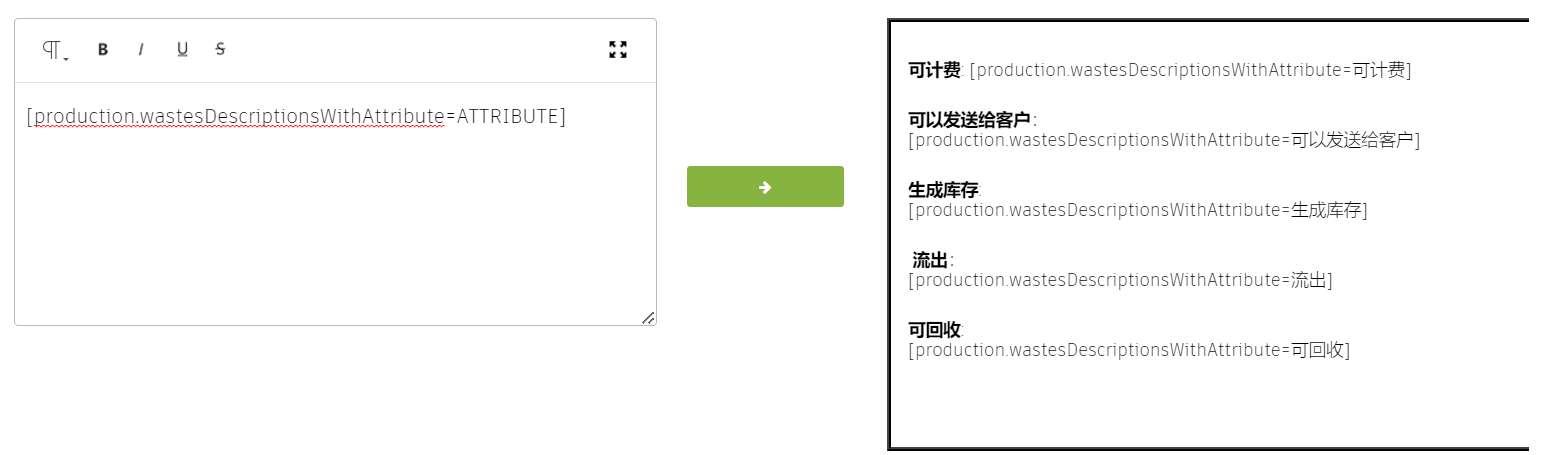 B I U S
[production.wastesDescriptionsWithAttribute=ATTRIBUTE]
可计费: [production.wastesDescriptionsWithAttribute=可计费]
可以发送给客户:
[production.wastesDescriptionsWithAttribute=可以发送给客户]
生成库存:
[production.wastesDescriptionsWithAttribute=生成库存]
流出:
[production.wastesDescriptionsWithAttribute=流出]
可回收:
[production.wastesDescriptionsWithAttribute=可回收]